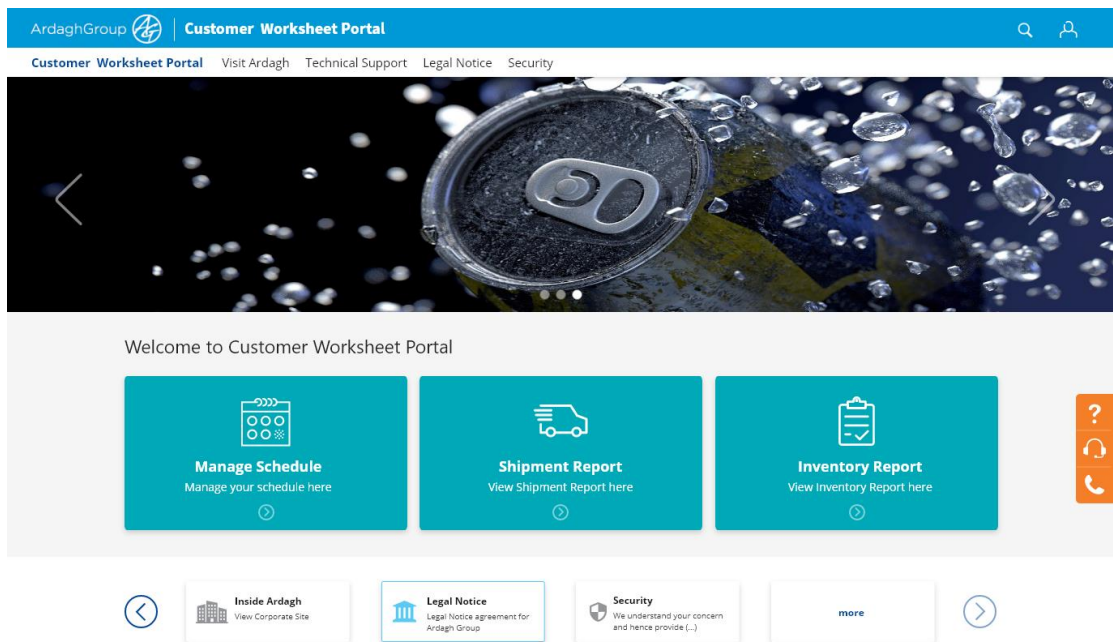 ArdaghGroup Customer Worksheet Portal
Customer Worksheet Portal Visit Ardagh Technical Support Legal Notice Security
Welcome to Customer Worksheet Portal
Manage Schedule
Manage your schedule here
Shipment Report
View Shipment Report here
Inventory Report
View Inventory Report here
?
Inside Ardagh
View Corporate Site
Legal Notice
Legal Notice agreement for
Ardagh Group
Security
We understand your concern
and hence provide (...)
more